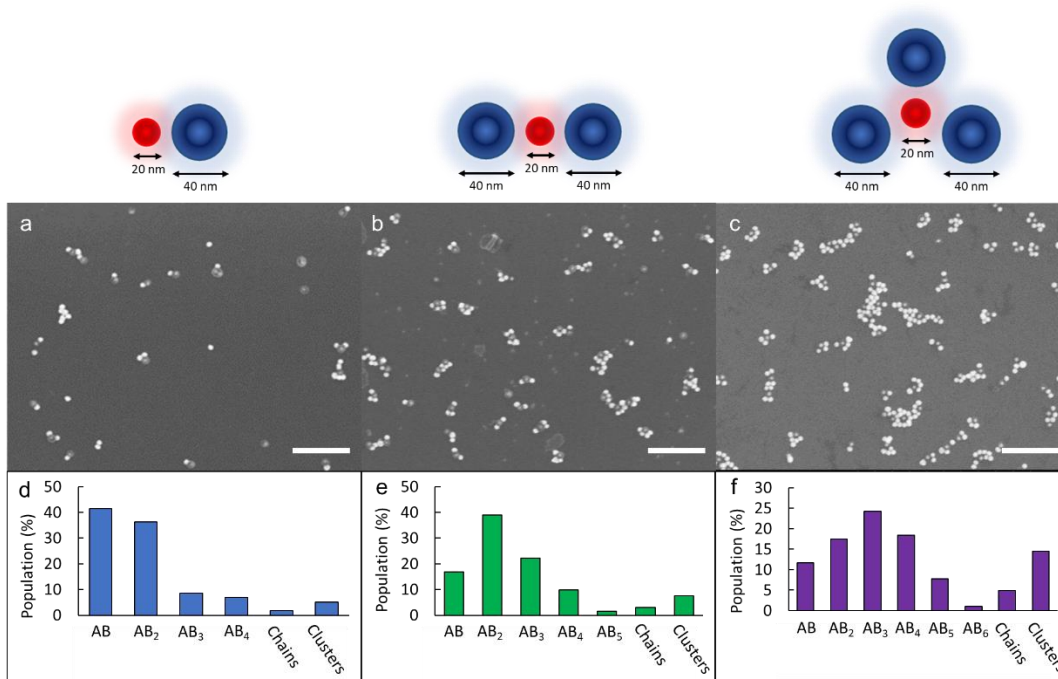 20 nm
40 nm
20 nm
40 nm
40 nm
20 nm
40 nm
40 nm
a
b
c
d
Population (%)
50
40
30
20
10
0
AB
AB₂
AB₃
AB₄
Chains
Clusters
e
Population (%)
50
40
30
20
10
0
AB
AB₂
AB₃
AB₄
AB₅
Chains
Clusters
f
Population (%)
30
25
20
15
10
5
0
AB
AB₂
AB₃
AB₄
AB₅
AB₆
Chains
Clusters